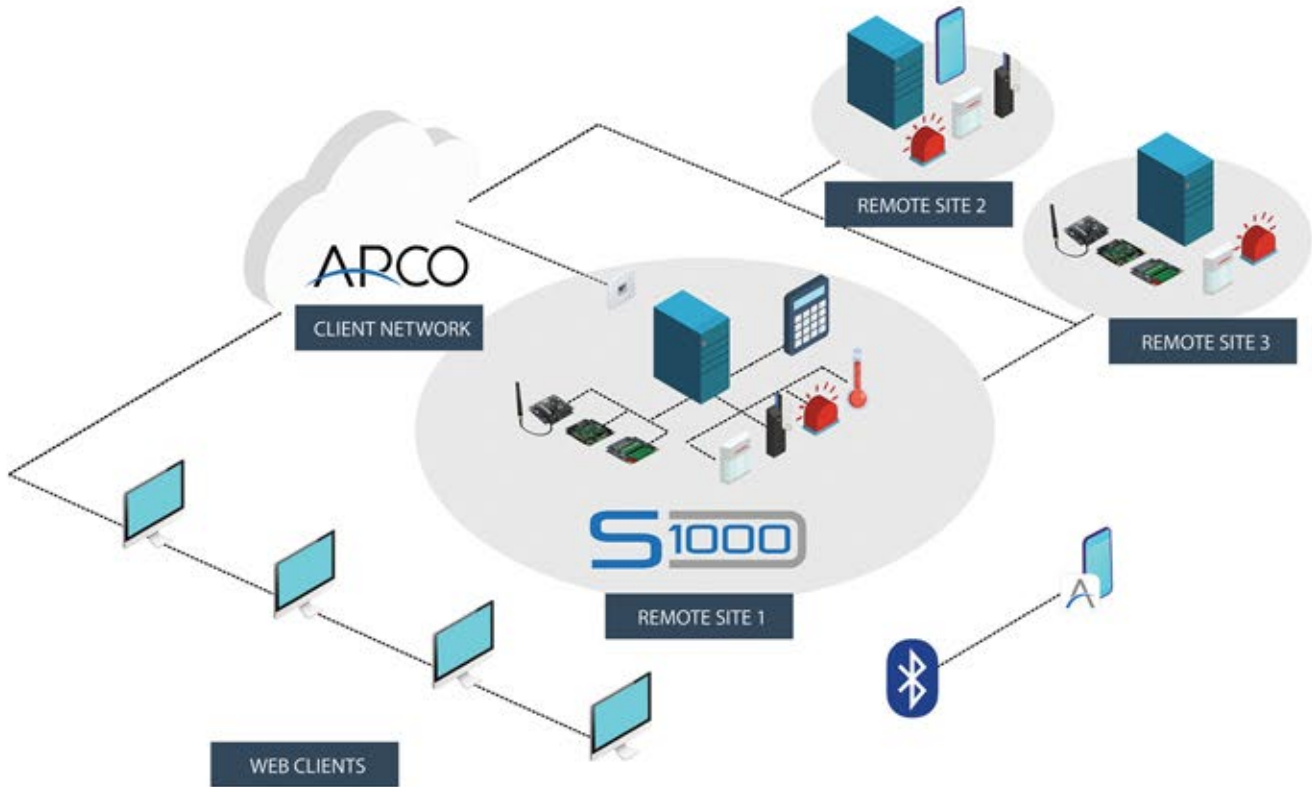 REMOTE SITE 2
ARCO
CLIENT NETWORK
REMOTE SITE 3
S1000
REMOTE SITE 1
WEB CLIENTS